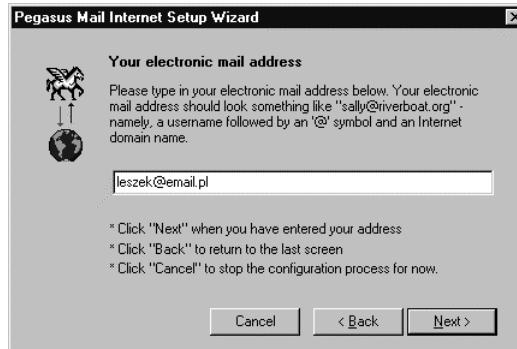 Pegasus Mail Internet Setup Wizard
Your electronic mail address
Please type in your electronic mail address below. Your electronic
mail address should look something like "sally@riverboat.org" -
namely, a username followed by an '@' symbol and an Internet
domain name.
leszek@email.pl
* Click "Next" when you have entered your address
* Click "Back" to return to the last screen
* Click "Cancel" to stop the configuration process for now.
Cancel < Back Next >